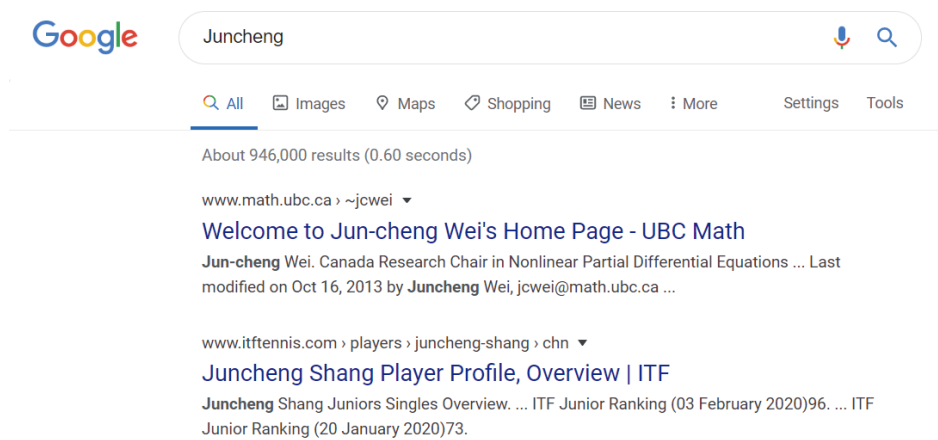 Google Juncheng
All Images Maps Shopping News More Settings Tools
About 946,000 results (0.60 seconds)
www.math.ubc.ca › ~jcwei
Welcome to Jun-cheng Wei's Home Page - UBC Math
Jun-cheng Wei. Canada Research Chair in Nonlinear Partial Differential Equations ... Last
modified on Oct 16, 2013 by Juncheng Wei, jcwei@math.ubc.ca ...
www.itftennis.com › players › juncheng-shang › chn
Juncheng Shang Player Profile, Overview | ITF
Juncheng Shang Juniors Singles Overview. ... ITF Junior Ranking (03 February 2020)96. ... ITF
Junior Ranking (20 January 2020)73.